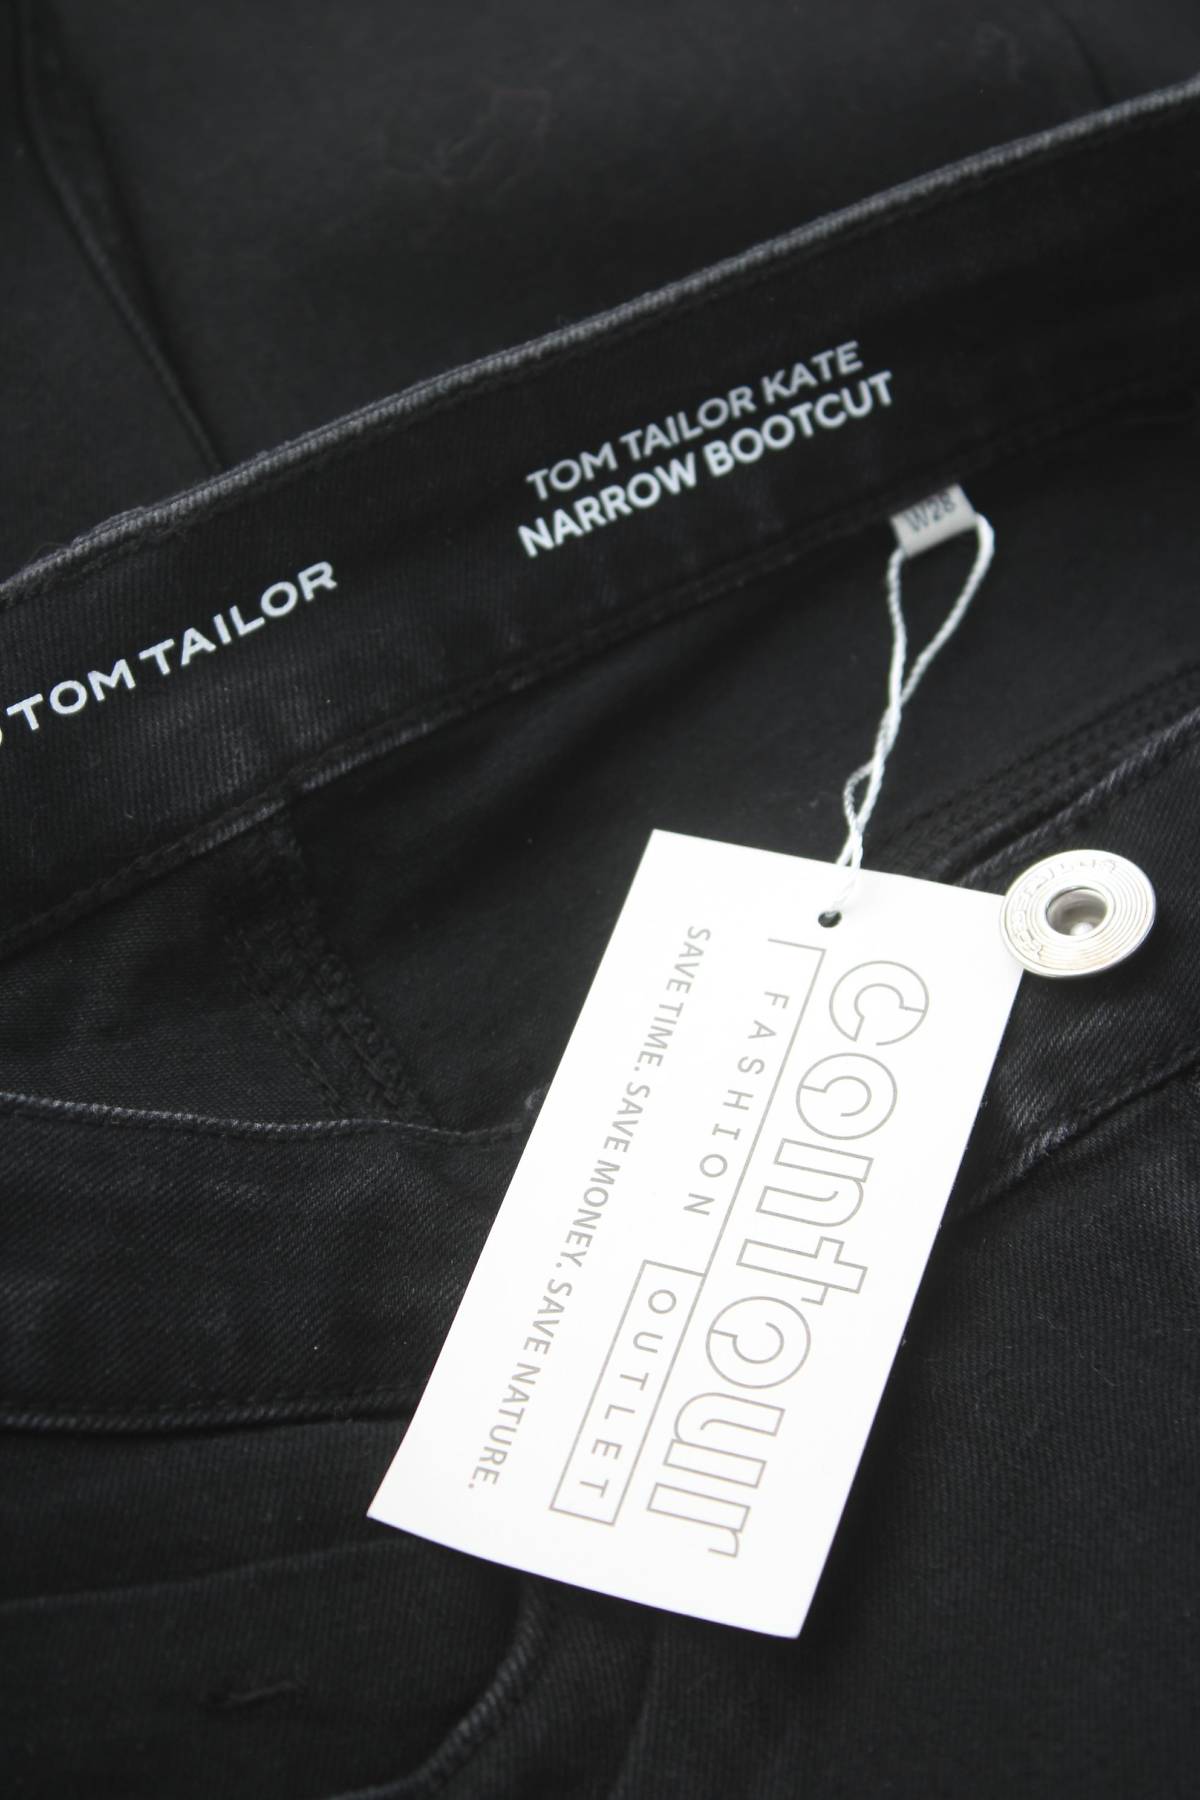 TOM TAILOR KATE
NARROW BOOTCUT
W28
TOM TAILOR
contour
FASHION
OUTLET
SAVE TIME. SAVE MONEY. SAVE NATURE.